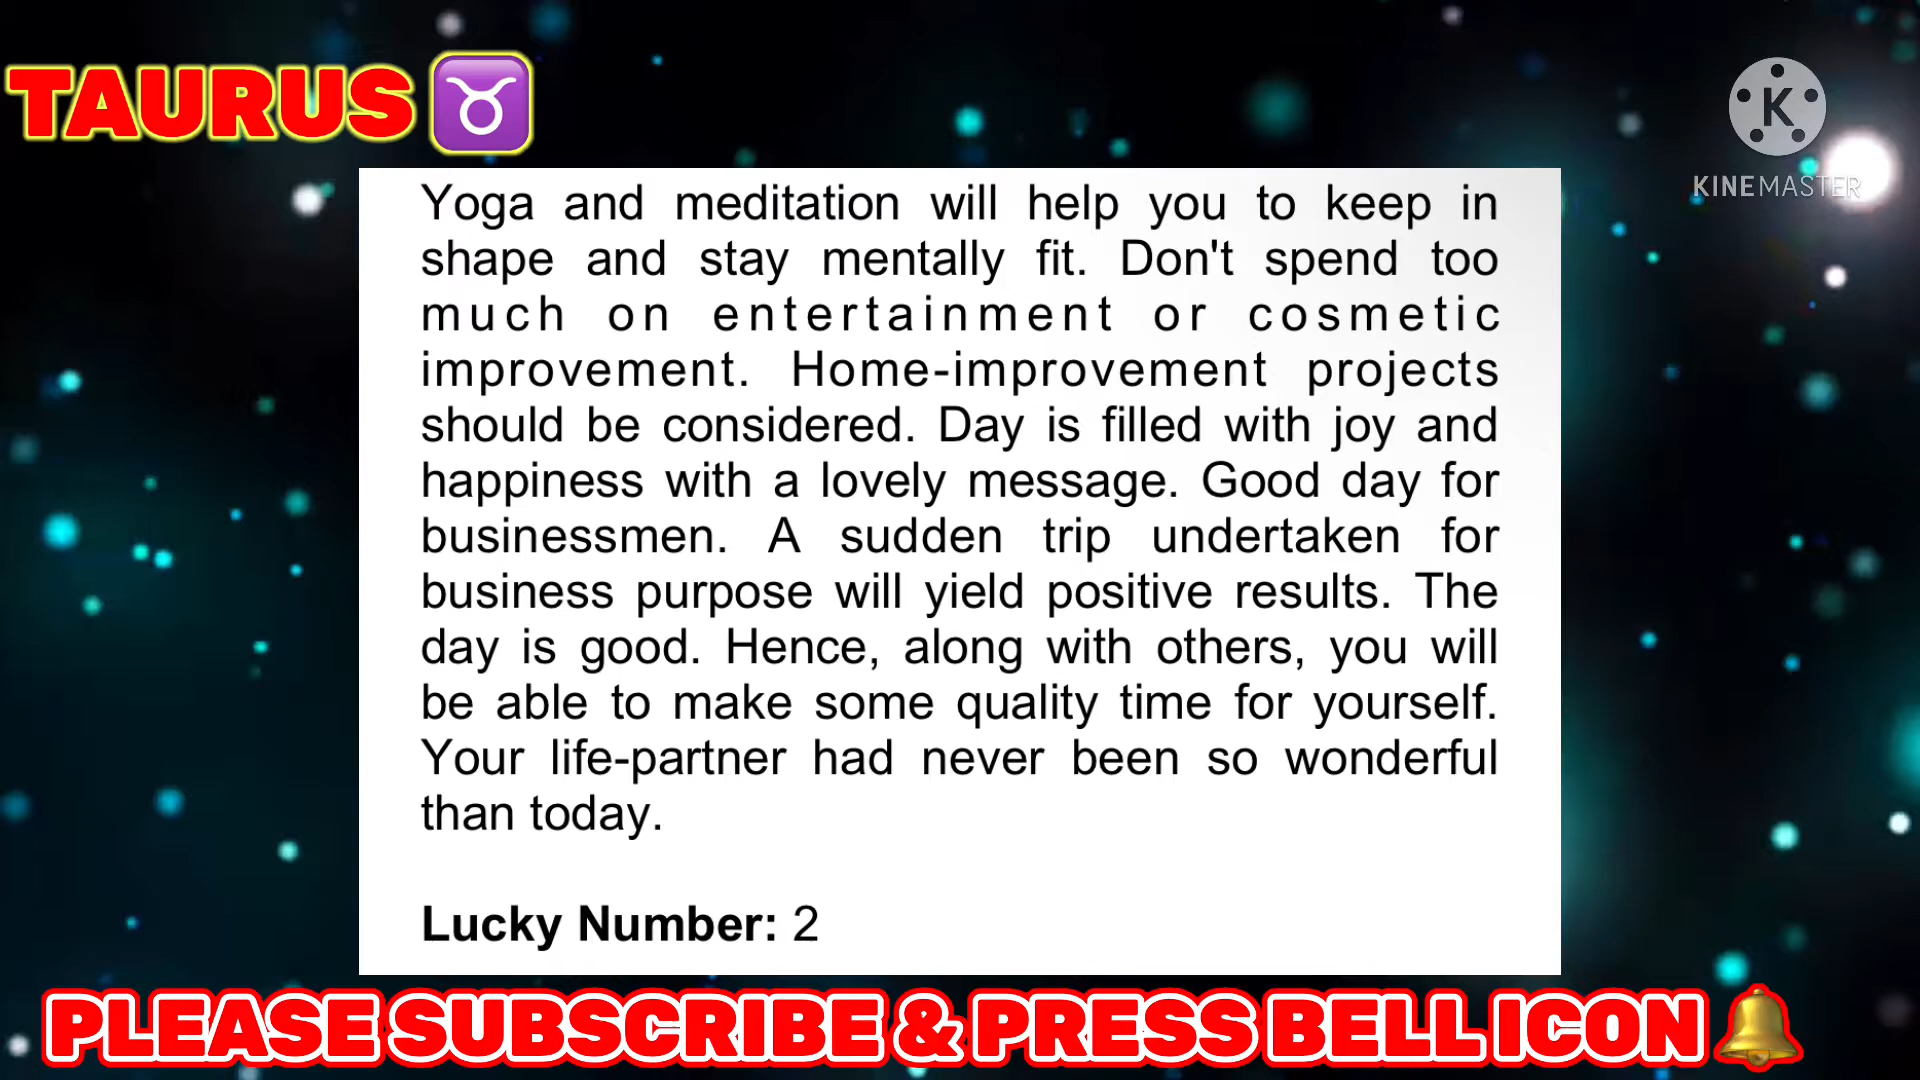 TAURUS ♉
K
KINEMASTER
Yoga and meditation will help you to keep in
shape and stay mentally fit. Don't spend too
much on entertainment or cosmetic
improvement. Home-improvement projects
should be considered. Day is filled with joy and
happiness with a lovely message. Good day for
businessmen. A sudden trip undertaken for
business purpose will yield positive results. The
day is good. Hence, along with others, you will
be able to make some quality time for yourself.
Your life-partner had never been so wonderful
than today.
Lucky Number: 2
PLEASE SUBSCRIBE & PRESS BELL ICON 🔔